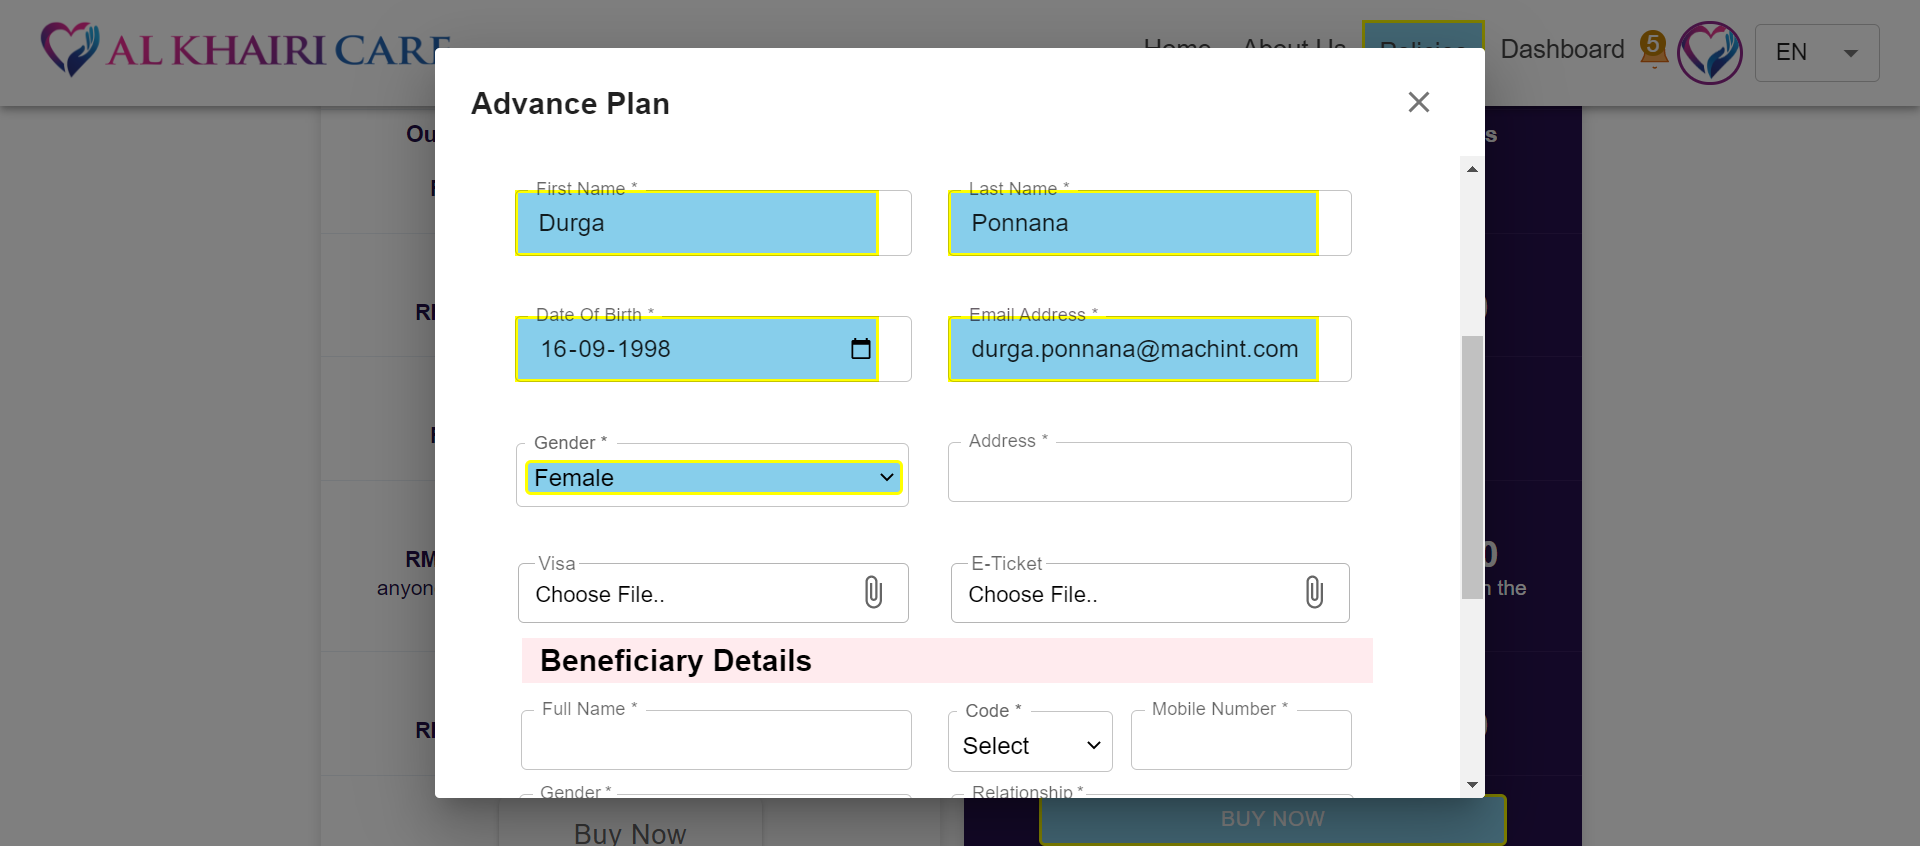 AL KHAIRI CARE
Home About Us Policies Dashboard 5 EN
Advance Plan
Ou
s
First Name *
Last Name *
Durga
Ponnana
RM
Date Of Birth *
Email Address *
16-09-1998
durga.ponnana@machint.com
Gender *
Address *
Female
RM
0
anyon
n the
Visa
E-Ticket
Choose File..
Choose File..
Beneficiary Details
Full Name *
Code *
Mobile Number *
Select
Gender *
Relationship *
Buy Now
BUY NOW